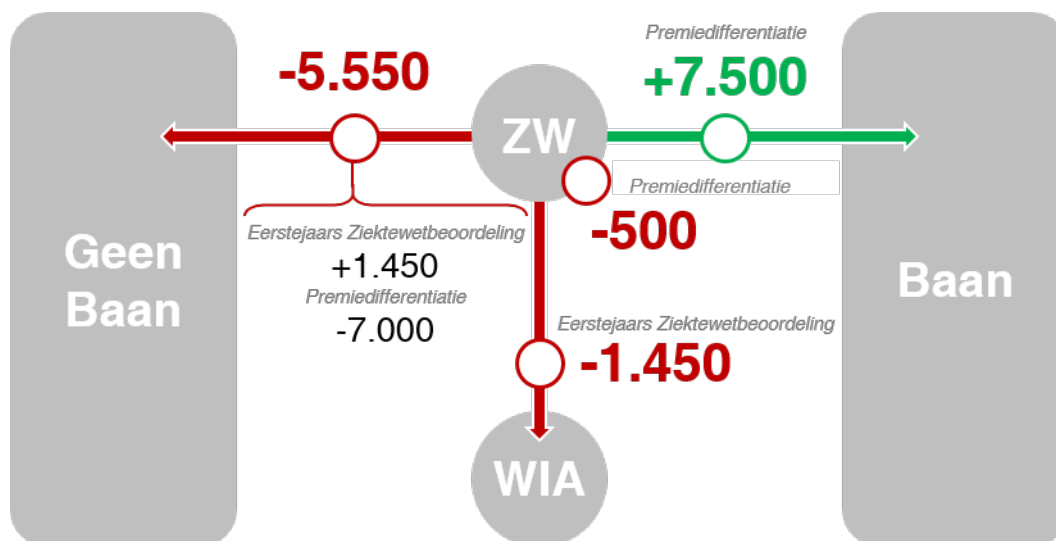 Premiedifferentiatie
-5.550
+7.500
ZW
Premiedifferentiatie
-500
Eerstejaars Ziektewetbeoordeling
+1.450
Premiedifferentiatie
-7.000
Geen
Baan
Baan
Eerstejaars Ziektewetbeoordeling
-1.450
WIA